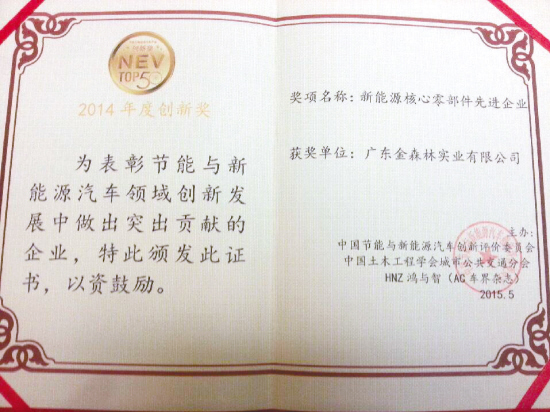 NEV
TOP50
2014年度创新奖
为表彰节能与新
能源汽车领域创新发
展中做出突出贡献的
企业，特此颁发此证
书，以资鼓励。
奖项名称：新能源核心零部件先进企业
获奖单位：广东金森林实业有限公司
主办：
中国节能与新能源汽车创新评价委员会
中国土木工程学会城市公共交通分会
HNZ 鸿与智（AG车界杂志）
2015.5